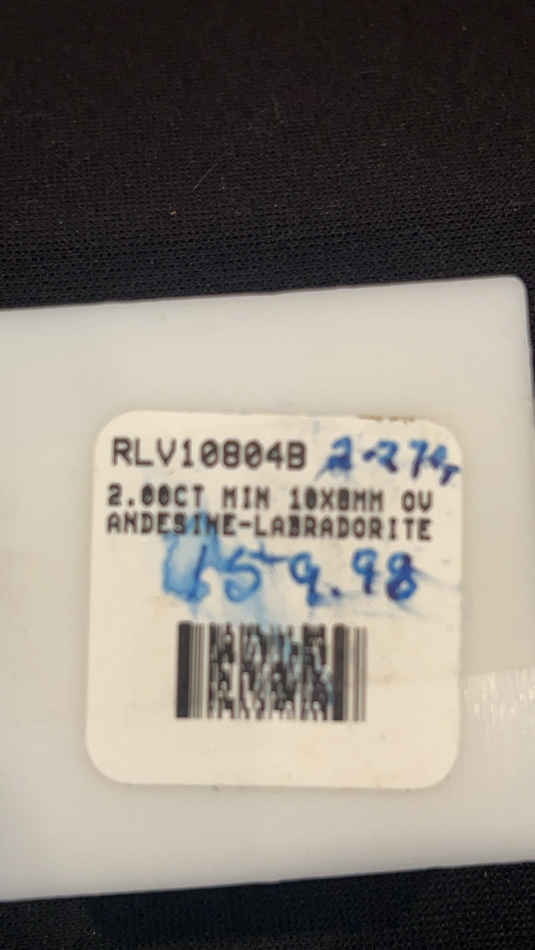 RLV10804B 2-27ct
2.00CT MIN 10X8MM OV
ANDESINE-LABRADORITE
159.98